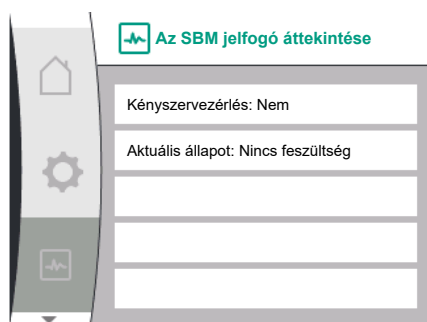 Az SBM jelfogó áttekintése
Kényszervezérlés: Nem
Aktuális állapot: Nincs feszültség